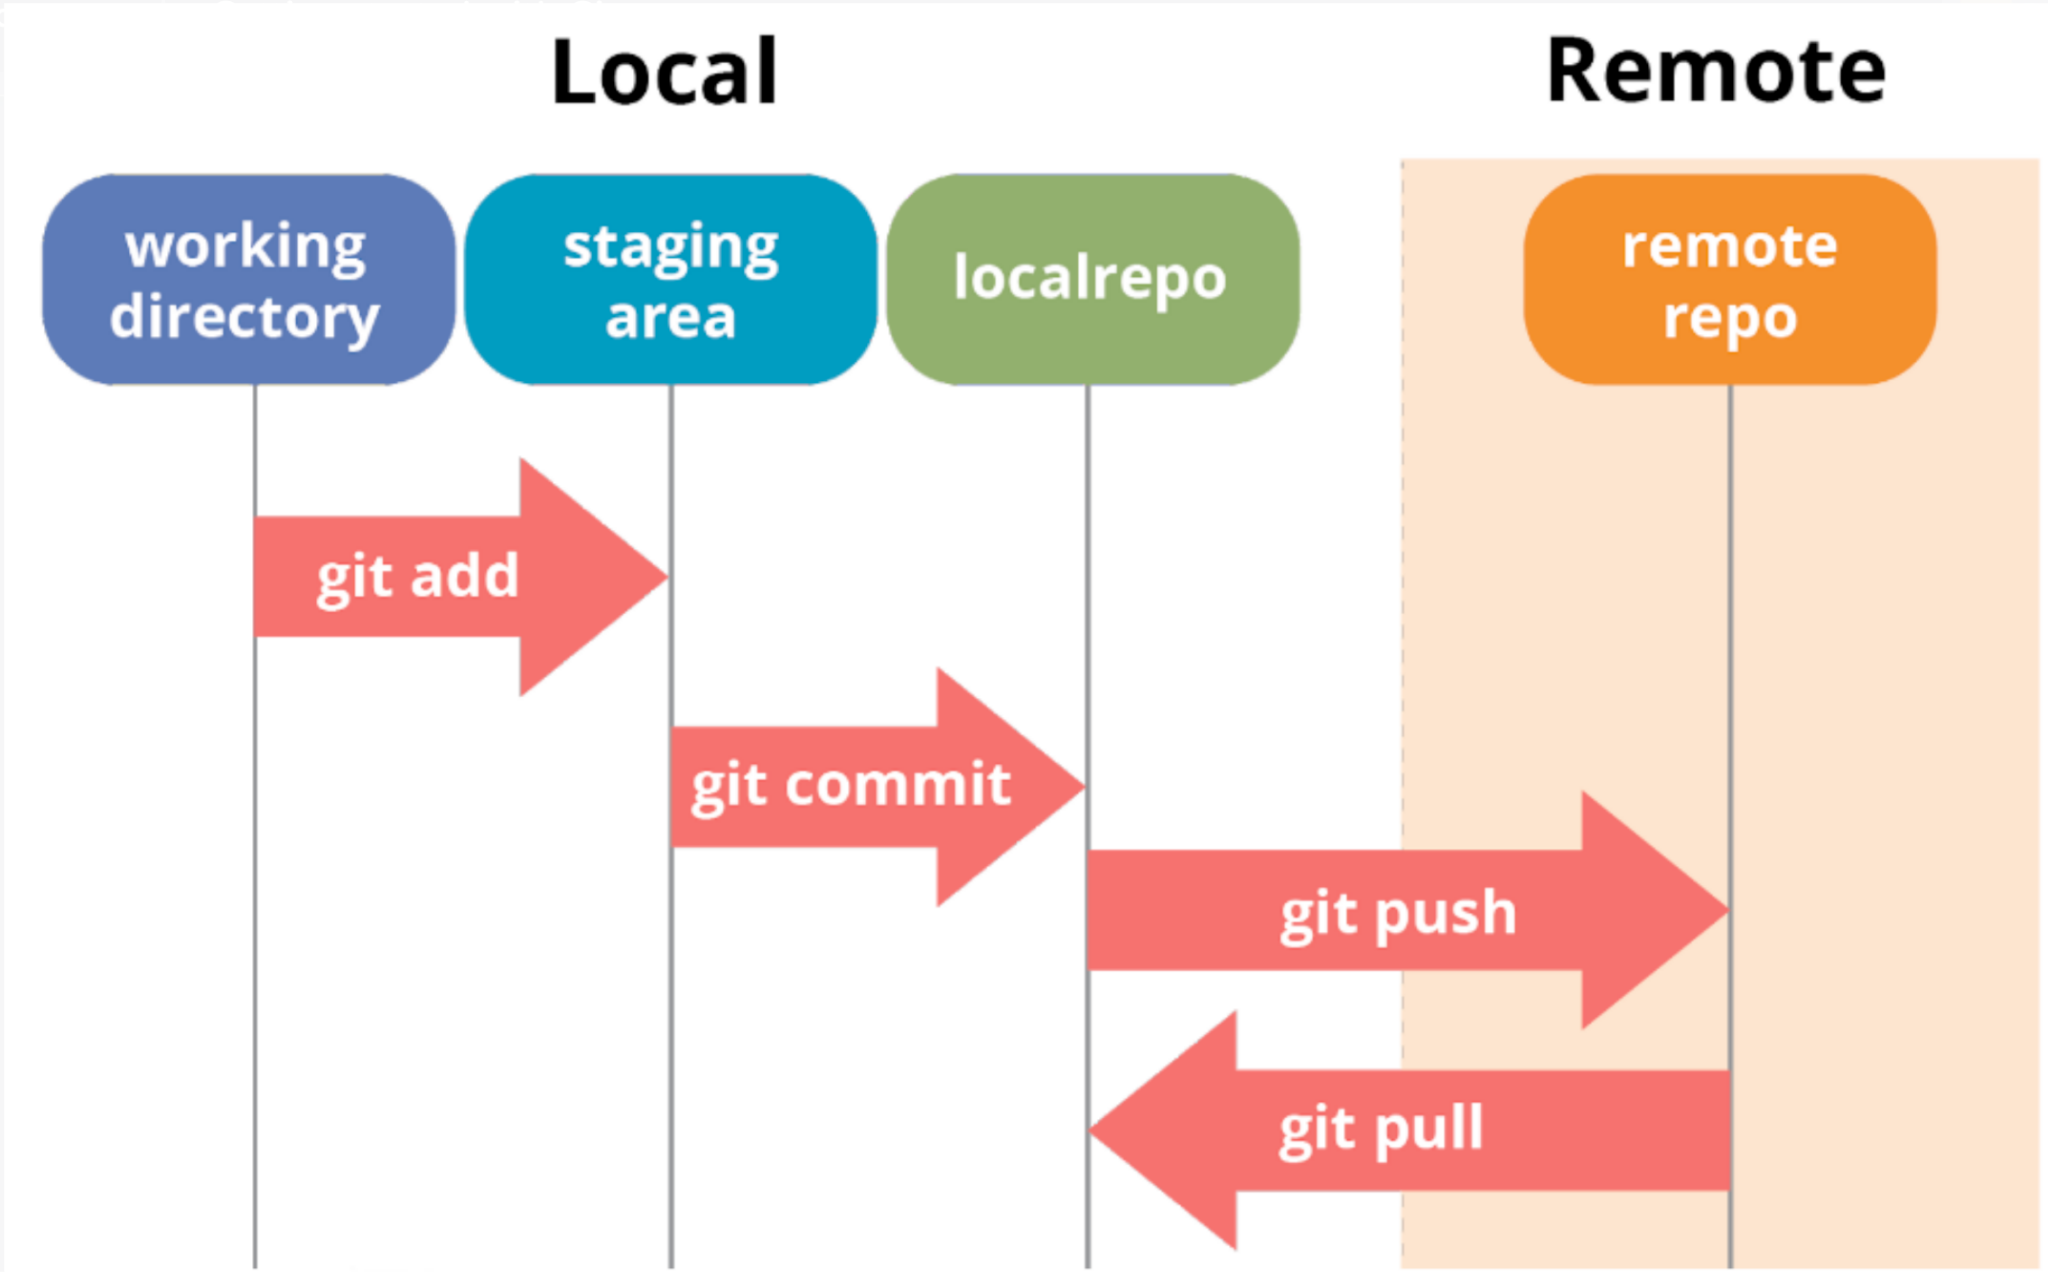 Local
Remote
working
directory
staging
area
localrepo
remote
repo
git add
git commit
git push
git pull